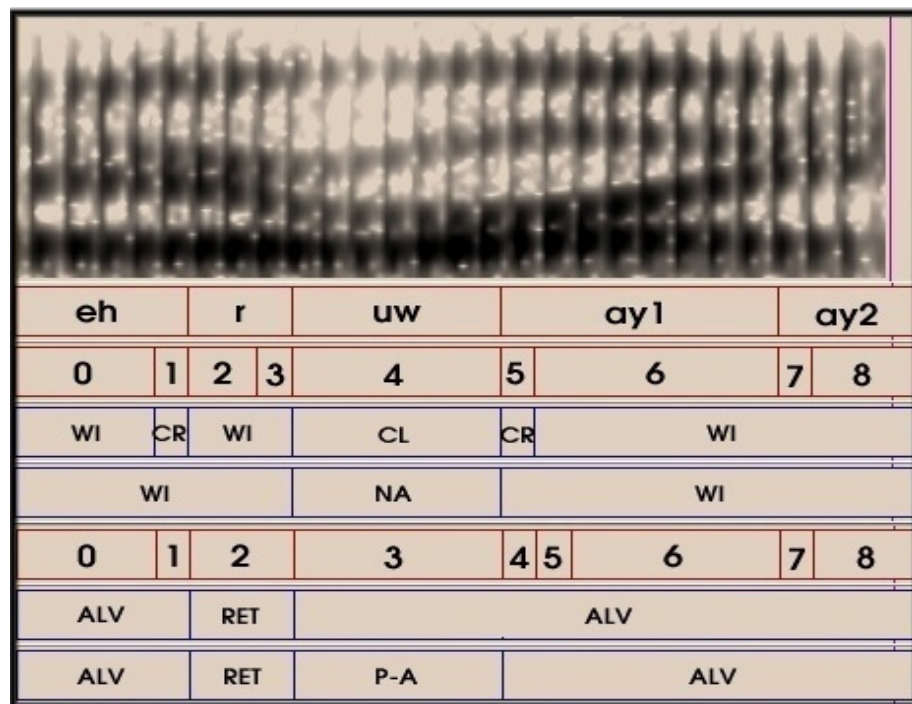 eh r uw ay1 ay2
0 1 2 3 4 5 6 7 8
WI CR WI CL CR WI
WI NA WI
0 1 2 3 4 5 6 7 8
ALV RET ALV
ALV RET P-A ALV